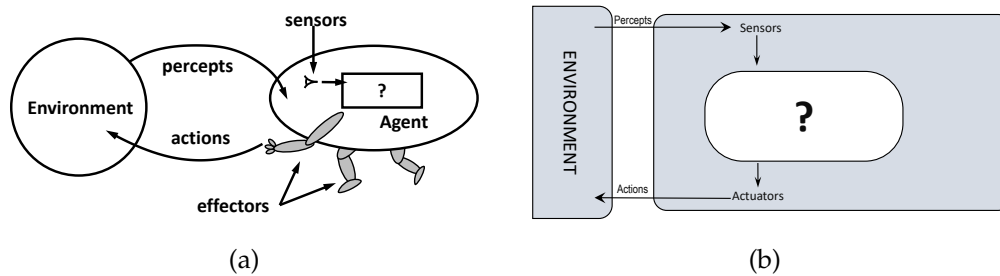 sensors
percepts
Environment
?
Agent
actions
effectors
(a)
Percepts
Sensors
ENVIRONMENT
?
Actions
Actuators
(b)